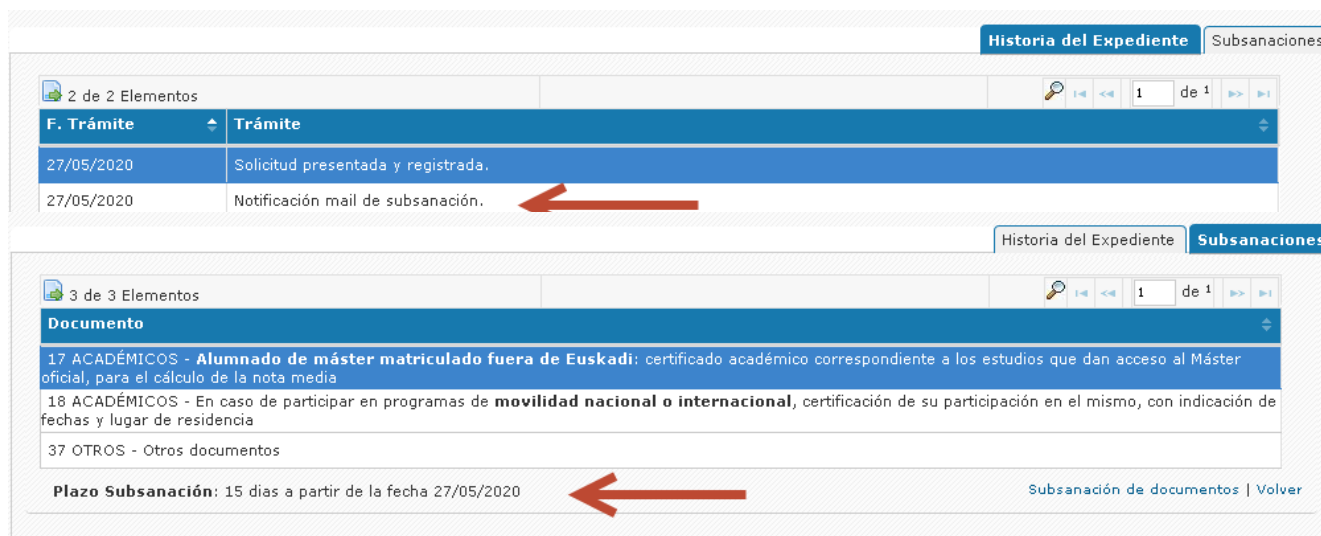 Historia del Expediente Subsanaciones
2 de 2 Elementos 1 de 1
F. Trámite Trámite
27/05/2020 Solicitud presentada y registrada.
27/05/2020 Notificación mail de subsanación.
Historia del Expediente Subsanaciones
3 de 3 Elementos 1 de 1
Documento
17 ACADÉMICOS - Alumnado de máster matriculado fuera de Euskadi: certificado académico correspondiente a los estudios que dan acceso al Máster
oficial, para el cálculo de la nota media
18 ACADÉMICOS - En caso de participar en programas de movilidad nacional o internacional, certificación de su participación en el mismo, con indicación de
fechas y lugar de residencia
37 OTROS - Otros documentos
Plazo Subsanación: 15 dias a partir de la fecha 27/05/2020 Subsanación de documentos | Volver